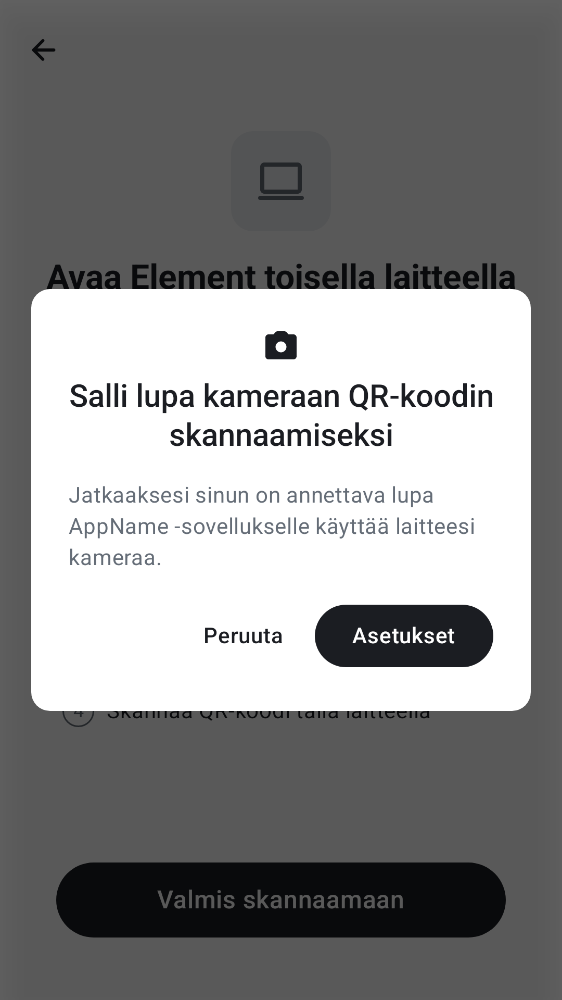 Avaa Element toisella laitteella
Salli lupa kameraan QR-koodin
skannaamiseksi
Jatkaaksesi sinun on annettava lupa
AppName -sovellukselle käyttää laitteesi
kameraa.
Peruuta
Asetukset
4 Skannaa QR-koodi tällä laitteella
Valmis skannaamaan